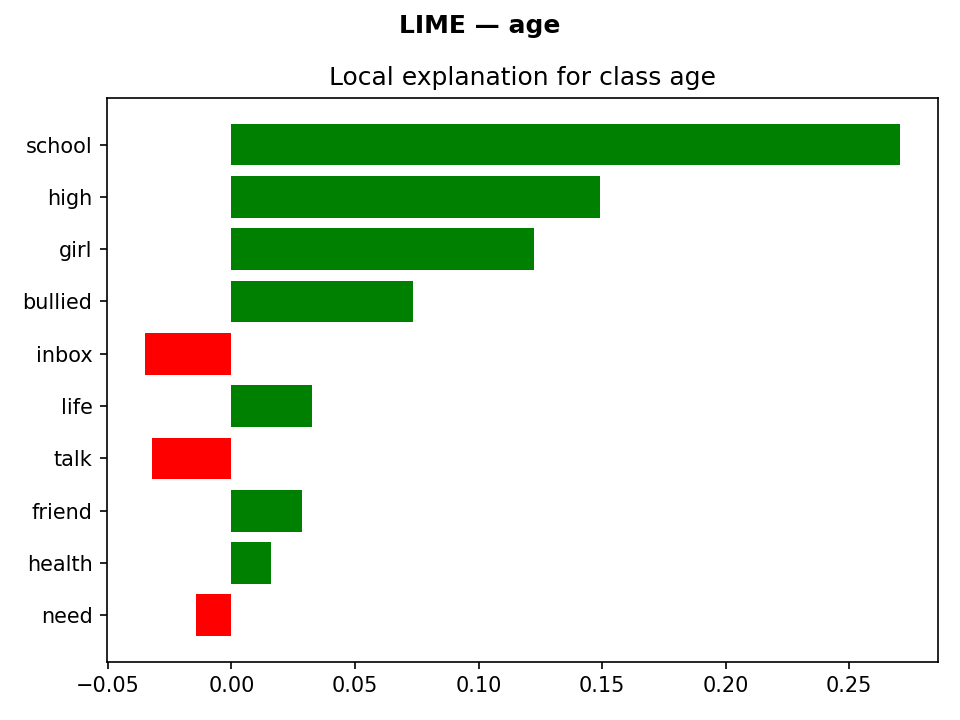 LIME — age
Local explanation for class age
school
high
girl
bullied
inbox
life
talk
friend
health
need
−0.05 0.00 0.05 0.10 0.15 0.20 0.25